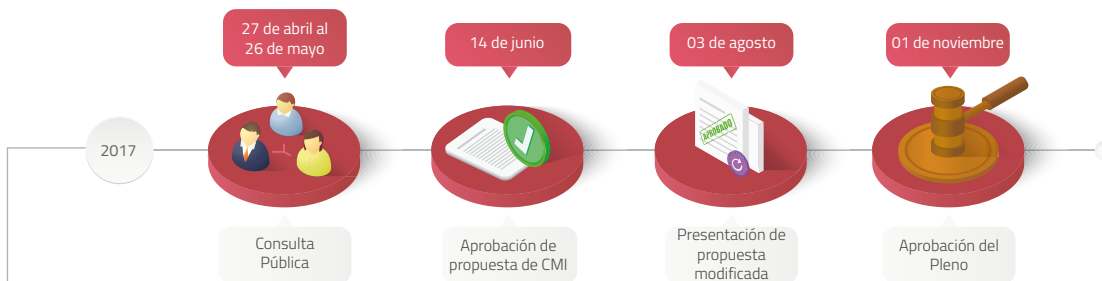 27 de abril al
26 de mayo
14 de junio
03 de agosto
01 de noviembre
2017
APROBADO
Consulta
Pública
Aprobación de
propuesta de CMI
Presentación de
propuesta
modificada
Aprobación del
Pleno